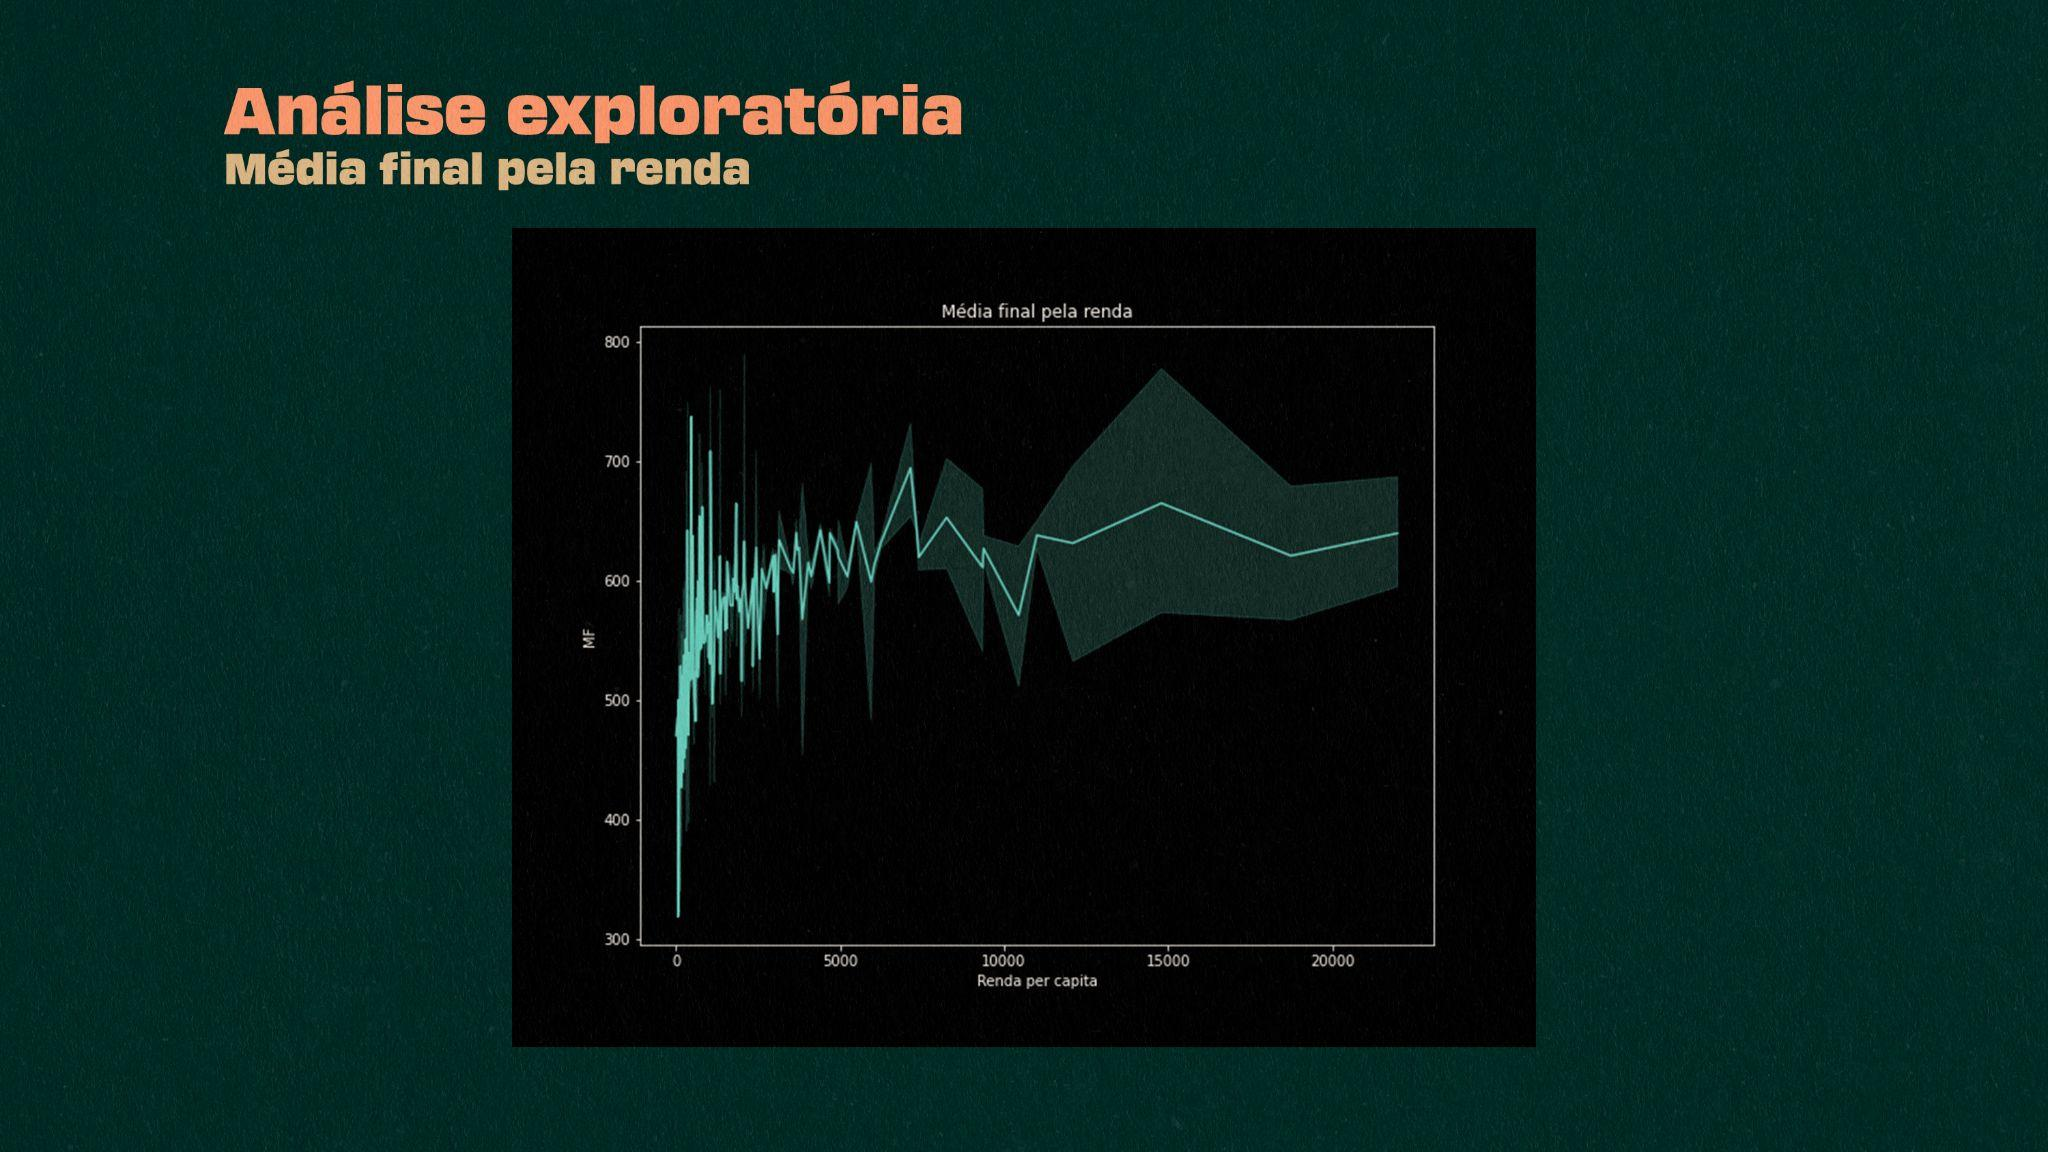 Análise exploratória
Média final pela renda
Média final pela renda
800
700
600
500
400
300
MF
0 5000 10000 15000 20000
Renda per capita